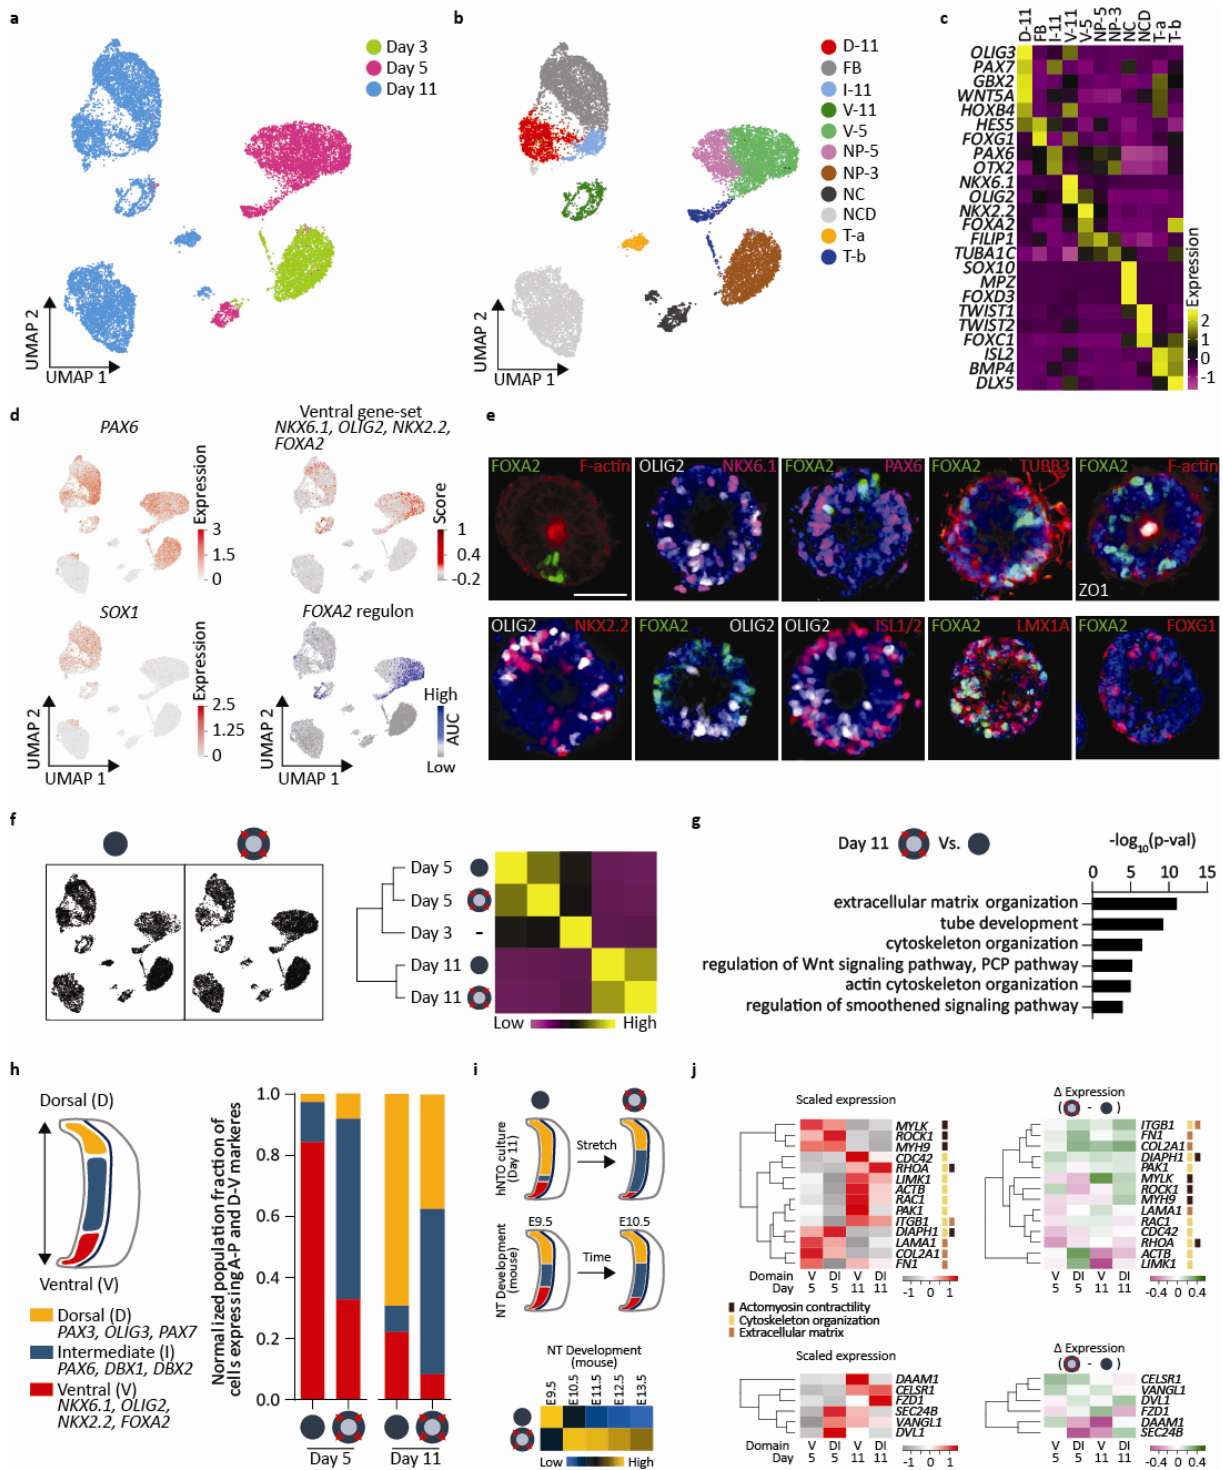 a
Day 3
Day 5
Day 11
UMAP 2
UMAP 1
b
D-11
FB
I-11
V-11
V-5
NP-5
NP-3
NC
NCD
T-a
T-b
UMAP 2
UMAP 1
c
D-11
FB
I-11
V-11
V-5
NP-5
NP-3
NC
NCD
T-a
T-b
OLIG3
PAX7
GBX2
WNT5A
HOXB4
HES5
FOXG1
PAX6
OTX2
NKX6.1
OLIG2
NKX2.2
FOXA2
FILIP1
TUBA1C
SOX10
MPZ
FOXD3
TWIST1
TWIST2
FOXC1
ISL2
BMP4
DLX5
Expression
2
1
0
-1
d
PAX6
Expression
3
1.5
0
Ventral gene-set
NKX6.1, OLIG2, NKX2.2,
FOXA2
Score
1
0.4
-0.2
SOX1
Expression
2.5
1.25
0
UMAP 2
UMAP 1
FOXA2 regulon
High
AUC
Low
UMAP 2
UMAP 1
e
FOXA2 F-actin
OLIG2 NKX6.1
FOXA2 PAX6
FOXA2 TUBB3
FOXA2 F-actin
ZO1
OLIG2 NKX2.2
FOXA2 OLIG2
OLIG2 ISL1/2
FOXA2 LMX1A
FOXA2 FOXG1
f
Day 5
Day 5
Day 3 -
Day 11
Day 11
Low High
g
Day 11 Vs.
-log10(p-val)
0 5 10 15
extracellular matrix organization
tube development
cytoskeleton organization
regulation of Wnt signaling pathway, PCP pathway
actin cytoskeleton organization
regulation of smoothened signaling pathway
h
Dorsal (D)
Ventral (V)
Dorsal (D)
PAX3, OLIG3, PAX7
Intermediate (I)
PAX6, DBX1, DBX2
Ventral (V)
NKX6.1, OLIG2,
NKX2.2, FOXA2
Normalized population fraction of
cells expressing A-P and D-V markeres
1.0
0.8
0.6
0.4
0.2
0.0
Day 5 Day 11
i
hNTO culture
(Day 11)
Stretch
NT Development
(mouse)
E9.5
E10.5
Time
NT Development
(mouse)
E9.5
E10.5
E11.5
E12.5
E13.5
Low High
j
Scaled expression
MYLK
ROCK1
MYH9
CDC42
RHOA
LIMK1
ACTB
RAC1
PAK1
ITGB1
DIAPH1
LAMA1
COL2A1
FN1
Domain V DI V DI
Day 5 5 11 11
-1 0 1
Actomyosin contractility
Cytoskeleton organization
Extracellular matrix
Δ Expression
( - )
ITGB1
FN1
COL2A1
DIAPH1
PAK1
MYLK
ROCK1
MYH9
LAMA1
RAC1
CDC42
RHOA
ACTB
LIMK1
V DI V DI
5 5 11 11
-0.4 0 0.4
Scaled expression
DAAM1
CELSR1
FZD1
SEC24B
VANGL1
DVL1
Domain V DI V DI
Day 5 5 11 11
-1 0 1
Δ Expression
( - )
CELSR1
VANGL1
DVL1
FZD1
DAAM1
SEC24B
V DI V DI
5 5 11 11
-0.4 0 0.4